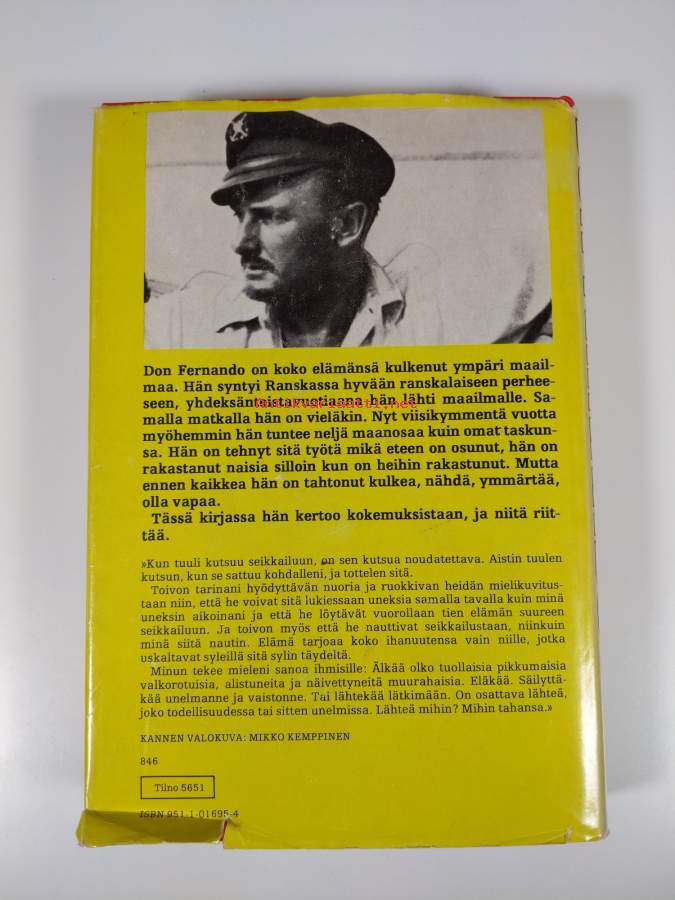 Don Fernando on koko elämänsä kulkenut ympäri maail-
maa. Hän syntyi Ranskassa hyvään ranskalaiseen perhee-
seen, yhdeksäntoistavuotiaana hän lähti maailmalle. Sa-
Antikvariaatti.net
malla matkalla hän on vieläkin. Nyt viisikymmentä vuotta
myöhemmin hän tuntee neljä maanosaa kuin omat taskun-
sa. Hän on tehnyt sitä työtä mikä eteen on osunut, hän on
rakastanut naisia silloin kun on heihin rakastunut. Mutta
ennen kaikkea hän on tahtonut kulkea, nähdä, ymmärtää,
olla vapaa.
Tässä kirjassa hän kertoo kokemuksistaan, ja niitä riit-
tää.
»Kun tuuli kutsuu seikkailuun, on sen kutsua noudatettava. Aistin tuulen
kutsun, kun se sattuu kohdalleni, ja tottelen sitä.
Toivon tarinani hyödyttävän nuoria ja ruokkivan heidän mielikuvitus-
taan niin, että he voivat sitä lukiessaan uneksia samalla tavalla kuin minä
uneksin aikoinani ja että he löytävät vuorollaan tien elämän suureen
seikkailuun. Ja toivon myös että he nauttivat seikkailustaan, niinkuin
minä siitä nautin. Elämä tarjoaa koko ihanuutensa vain niille, jotka
uskaltavat syleillä sitä sylin täydeltä.
Minun tekee mieleni sanoa ihmisille: Älkää olko tuollaisia pikkumaisia
valkorotuisia, alistuneita ja näivettyneitä muurahaisia. Eläkää. Säilyttä-
kää unelmanne ja vaistonne. Tai lähtekää lätkimään. On osattava lähteä,
joko todellisuudessa tai sitten unelmissa. Lähteä mihin? Mihin tahansa.»
KANNEN VALOKUVA: MIKKO KEMPPINEN
846
Tilno 5651
ISBN 951-1-01695-4